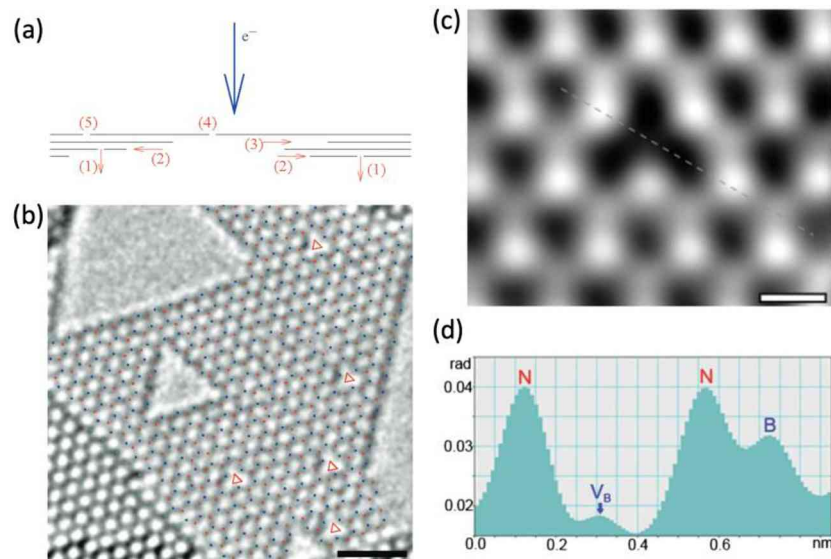 (a)
e⁻
(5) (4)
(3)
(1) (2) (2) (1)
(b)
(c)
(d)
rad
N N
0.04
B
0.03
V_B
0.02
0.0 0.2 0.4 0.6 nm